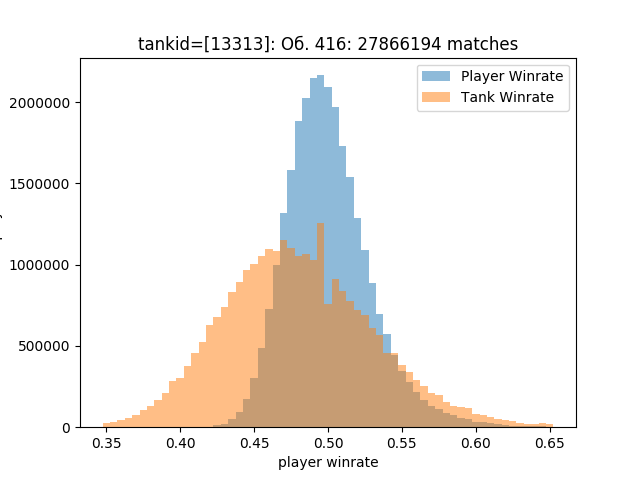 tankid=[13313]: Об. 416: 27866194 matches
Player Winrate
Tank Winrate
2000000
1500000
1000000
500000
0
0.35 0.40 0.45 0.50 0.55 0.60 0.65
player winrate